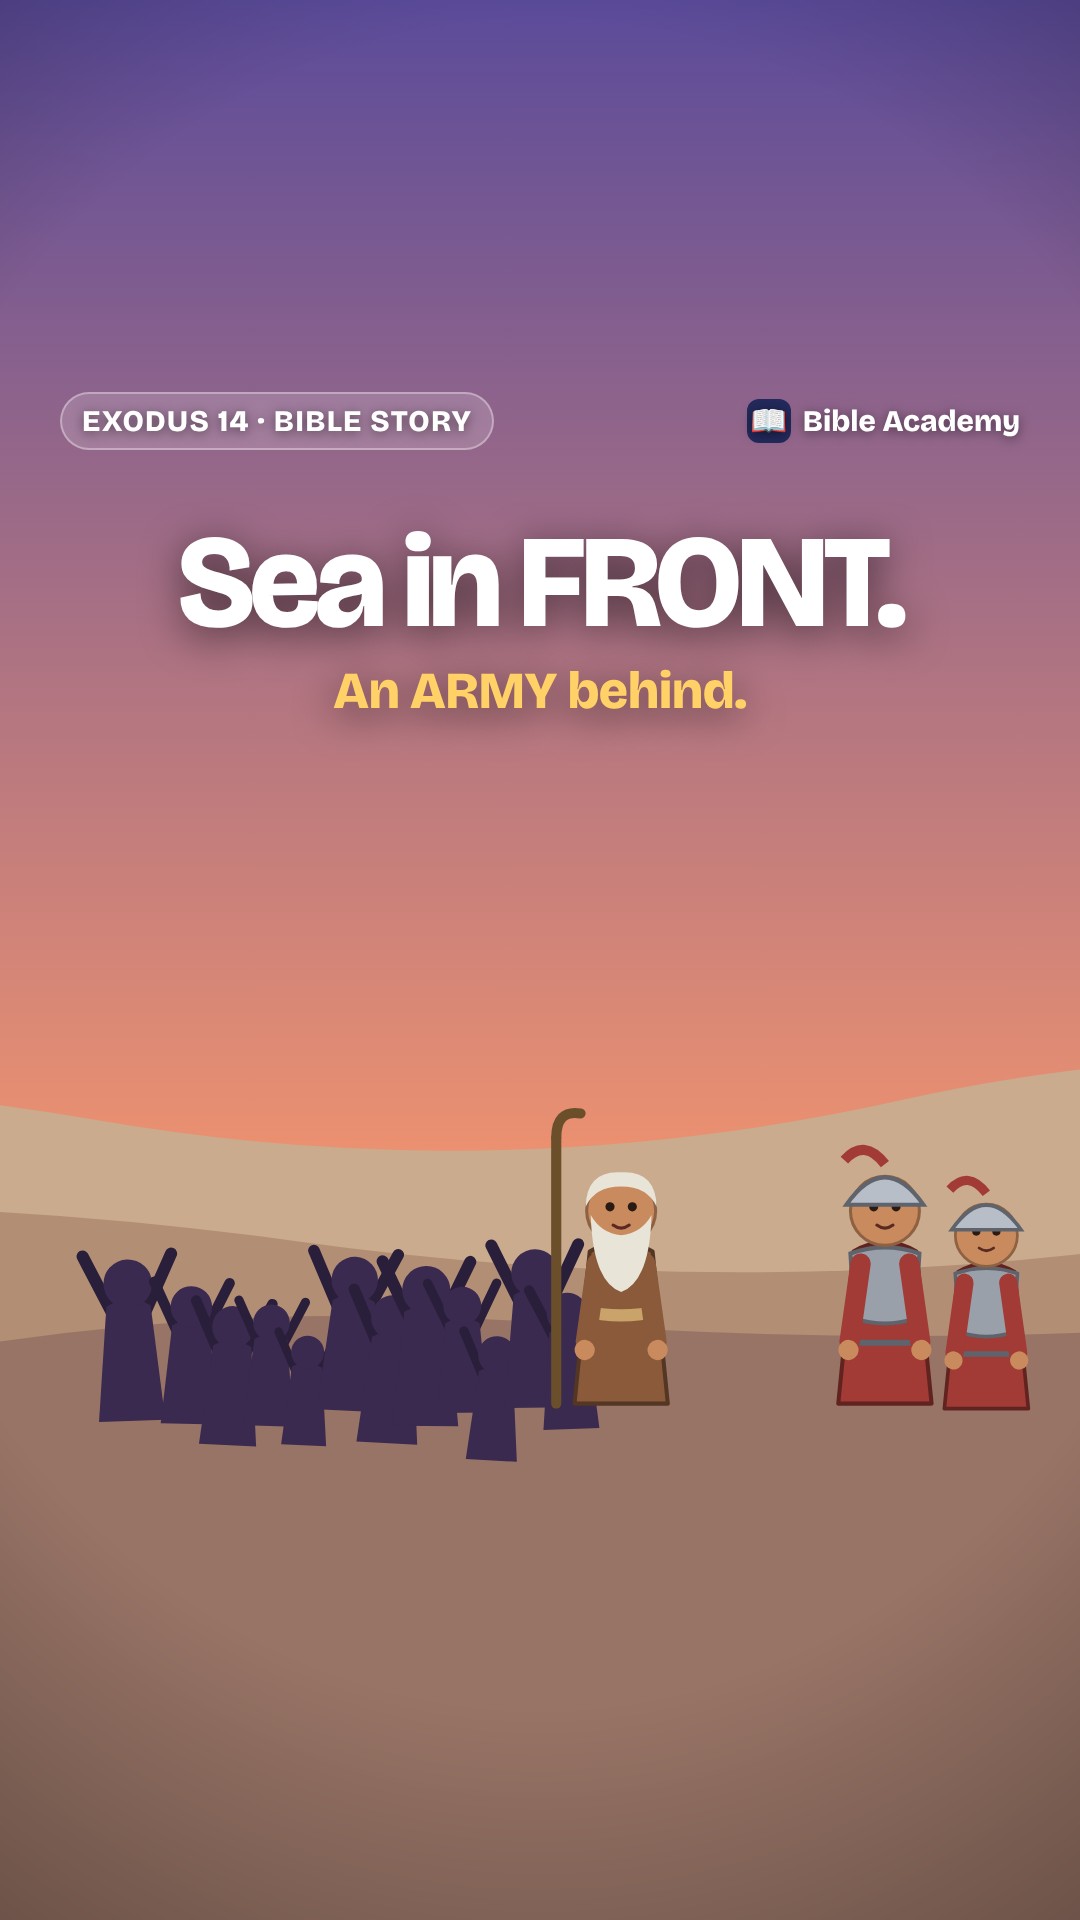 EXODUS 14 · BIBLE STORY
Bible Academy
Sea in FRONT.
An ARMY behind.